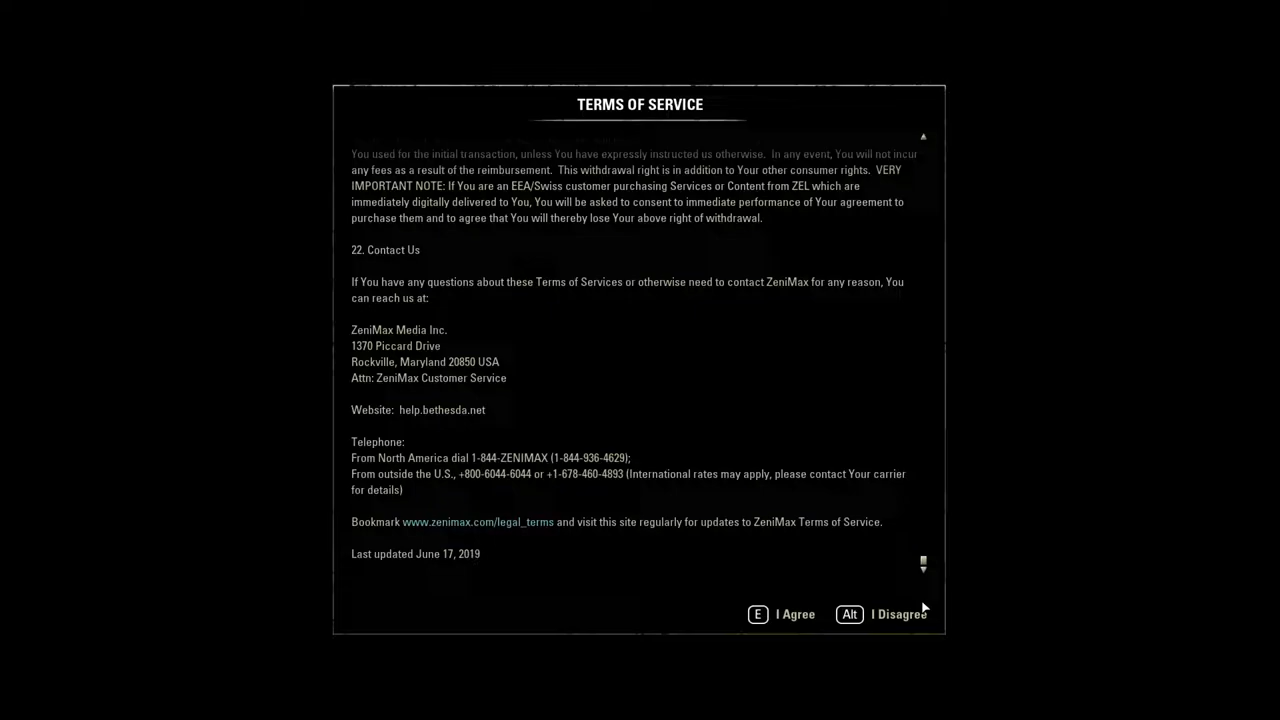 TERMS OF SERVICE
You used for the initial transaction, unless You have expressly instructed us otherwise.  In any event, You will not incur
any fees as a result of the reimbursement.  This withdrawal right is in addition to Your other consumer rights.  VERY
IMPORTANT NOTE: If You are an EEA/Swiss customer purchasing Services or Content from ZEL which are
immediately digitally delivered to You, You will be asked to consent to immediate performance of Your agreement to
purchase them and to agree that You will thereby lose Your above right of withdrawal.
22. Contact Us
If You have any questions about these Terms of Services or otherwise need to contact ZeniMax for any reason, You
can reach us at:
ZeniMax Media Inc.
1370 Piccard Drive
Rockville, Maryland 20850 USA
Attn: ZeniMax Customer Service
Website:  help.bethesda.net
Telephone:
From North America dial 1-844-ZENIMAX (1-844-936-4629);
From outside the U.S., +800-6044-6044 or +1-678-460-4893 (International rates may apply, please contact Your carrier
for details)
Bookmark www.zenimax.com/legal_terms and visit this site regularly for updates to ZeniMax Terms of Service.
Last updated June 17, 2019
E I Agree Alt I Disagree